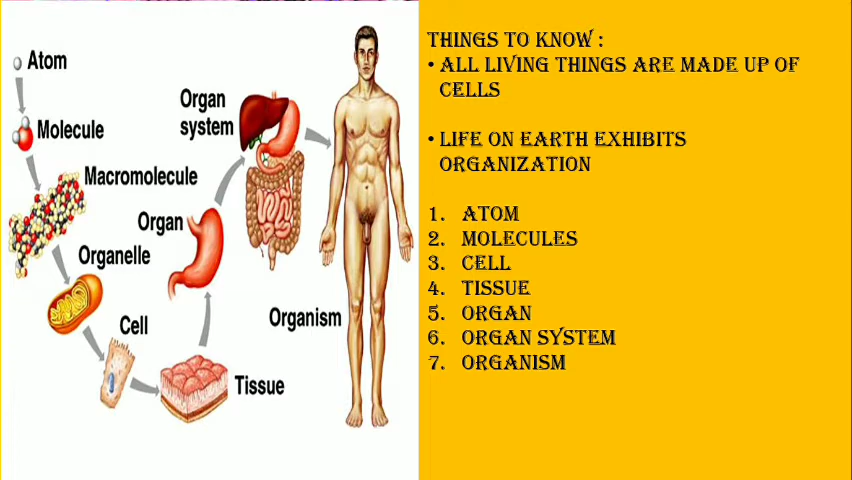 Atom
Molecule
Macromolecule
Organelle
Cell
Tissue
Organ
Organ
system
Organism
THINGS TO KNOW :
• ALL LIVING THINGS ARE MADE UP OF
CELLS
• LIFE ON EARTH EXHIBITS
ORGANIZATION
1. ATOM
2. MOLECULES
3. CELL
4. TISSUE
5. ORGAN
6. ORGAN SYSTEM
7. ORGANISM